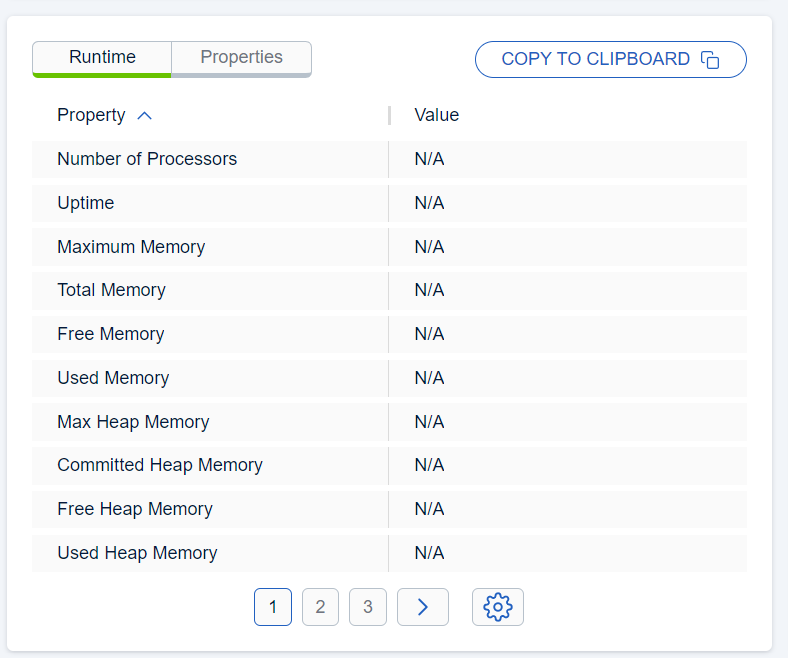 Runtime Properties COPY TO CLIPBOARD
Property Value
Number of Processors N/A
Uptime N/A
Maximum Memory N/A
Total Memory N/A
Free Memory N/A
Used Memory N/A
Max Heap Memory N/A
Committed Heap Memory N/A
Free Heap Memory N/A
Used Heap Memory N/A
1 2 3